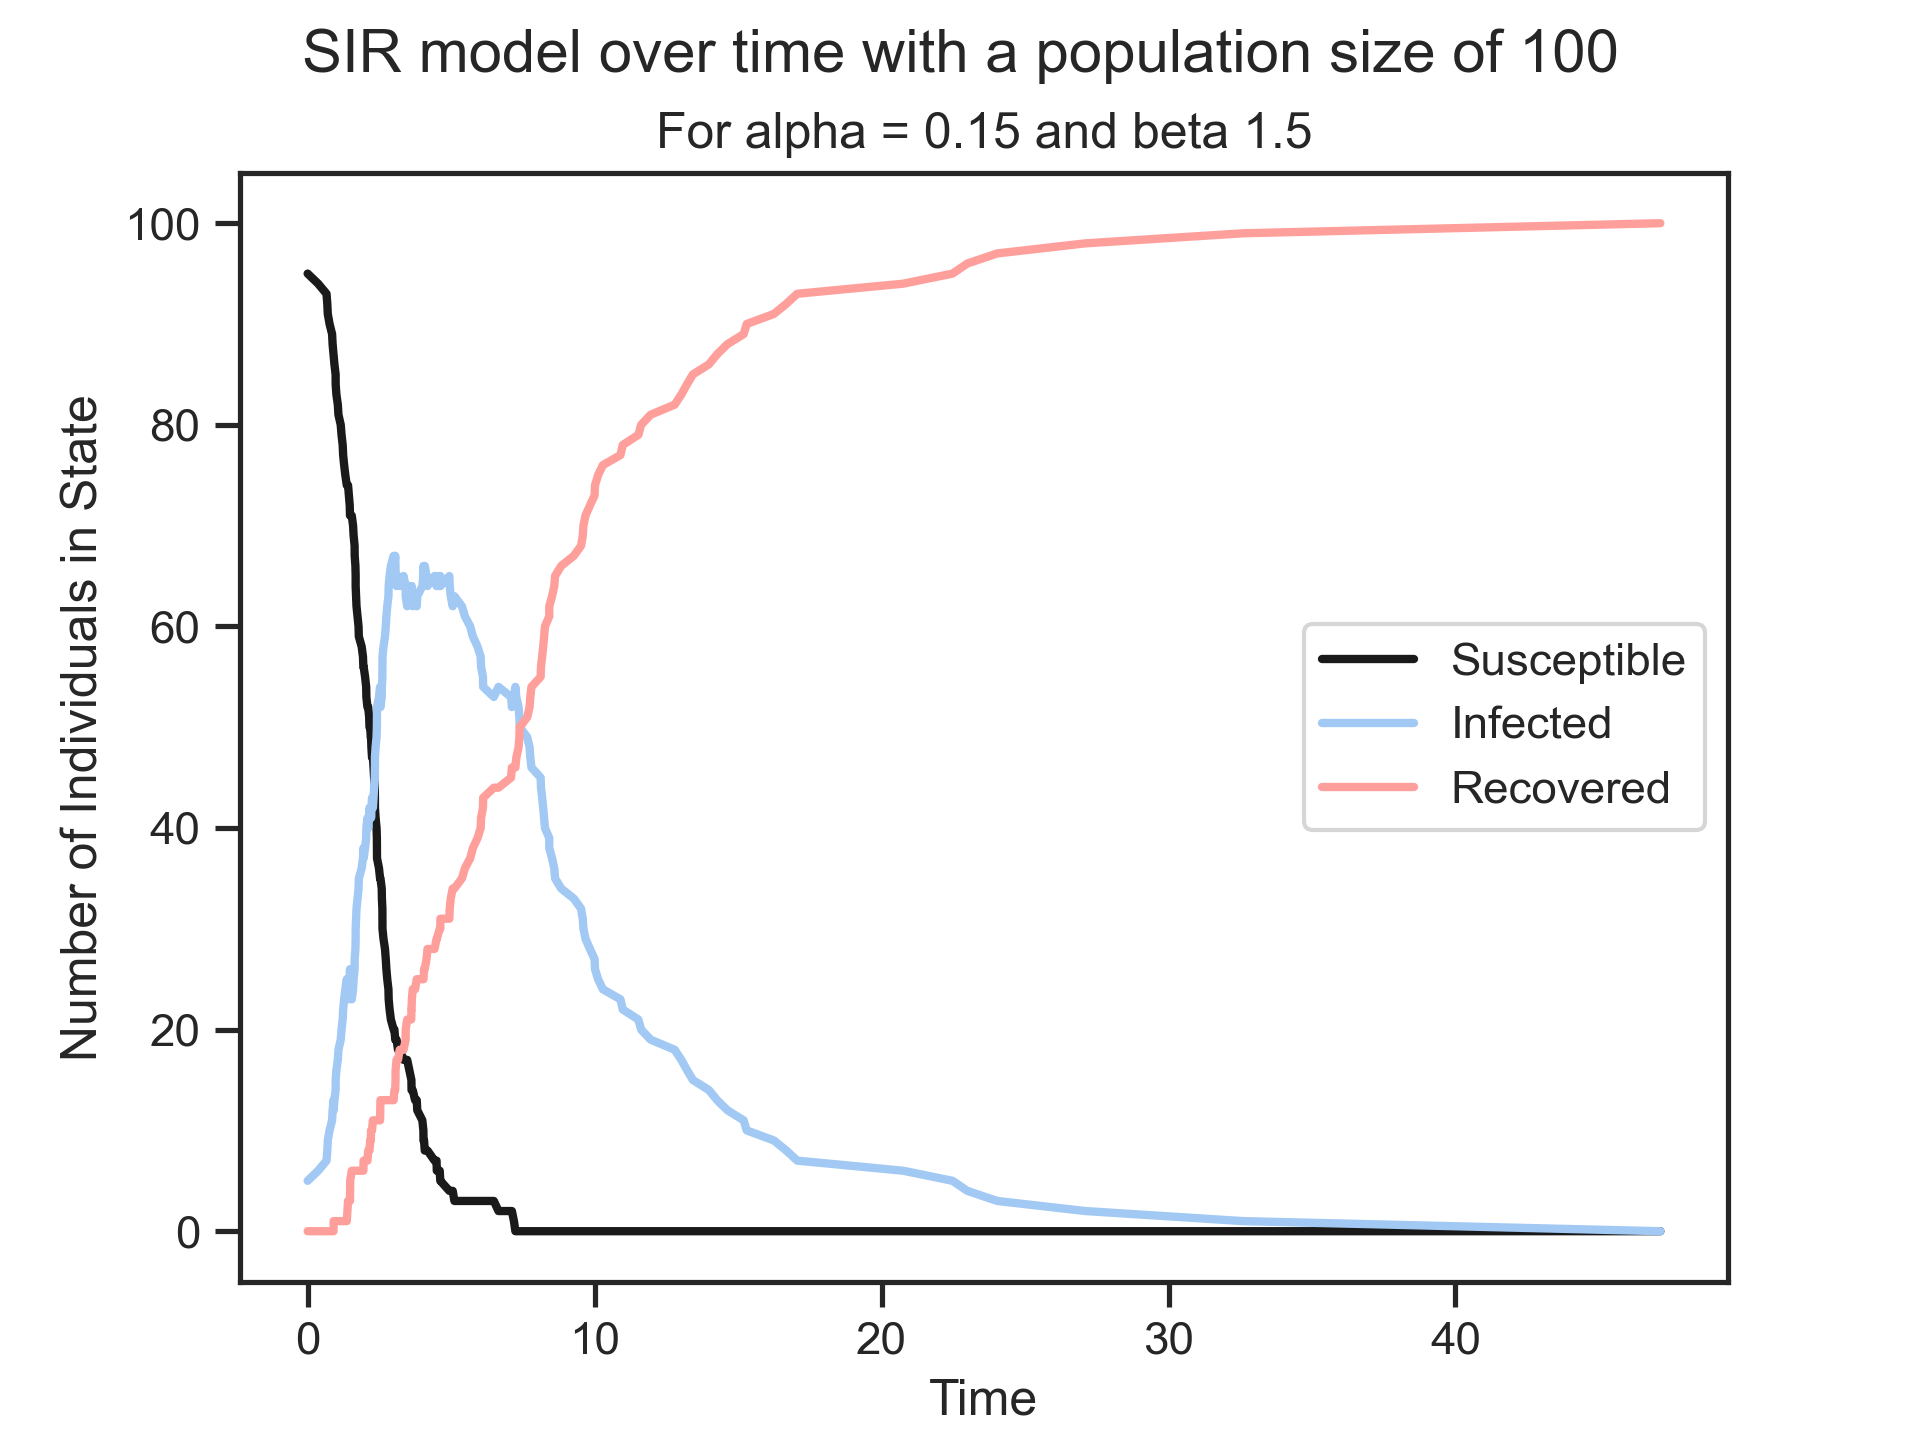 SIR model over time with a population size of 100
For alpha = 0.15 and beta 1.5
Number of Individuals in State
100
80
60
40
20
0
Susceptible
Infected
Recovered
0 10 20 30 40
Time